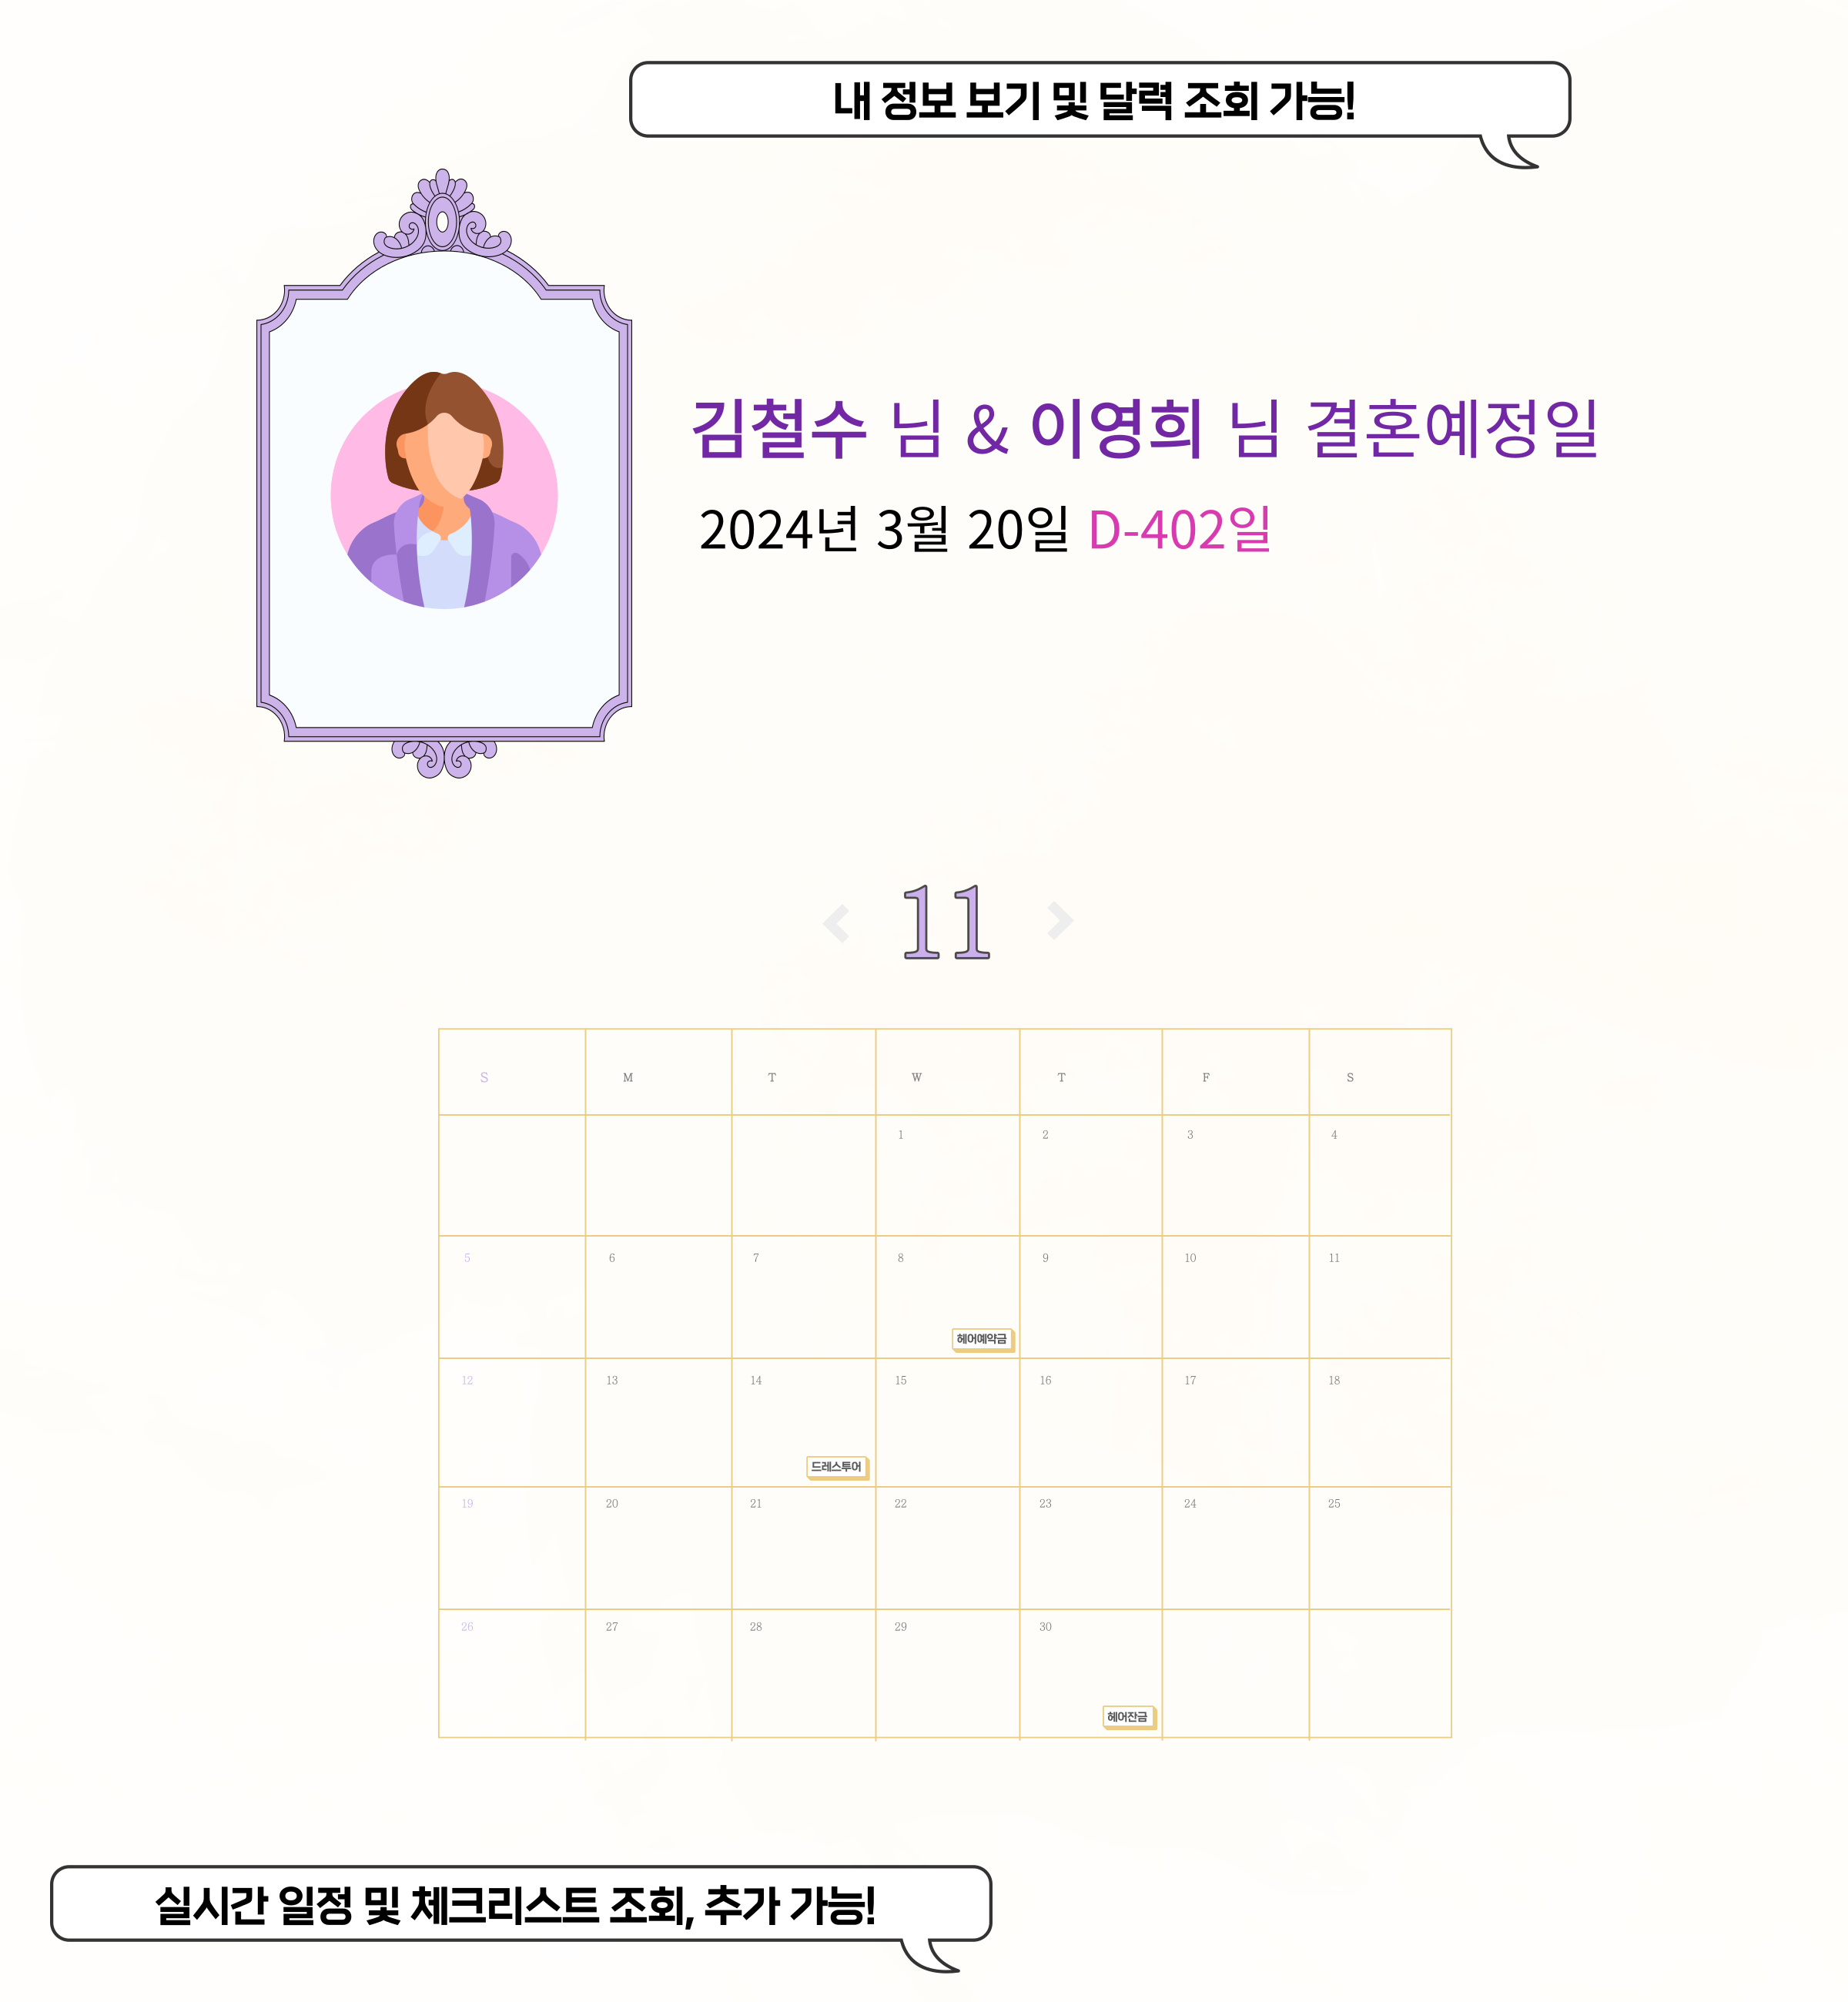 내 정보 보기 및 달력 조회 가능!
김철수 님 & 이영희 님 결혼예정일
2024년 3월 20일 D-402일
11
S M T W T F S
1 2 3 4
5 6 7 8 9 10 11
헤어예약금
12 13 14 15 16 17 18
드레스투어
19 20 21 22 23 24 25
26 27 28 29 30
헤어잔금
실시간 일정 및 체크리스트 조회, 추가 가능!